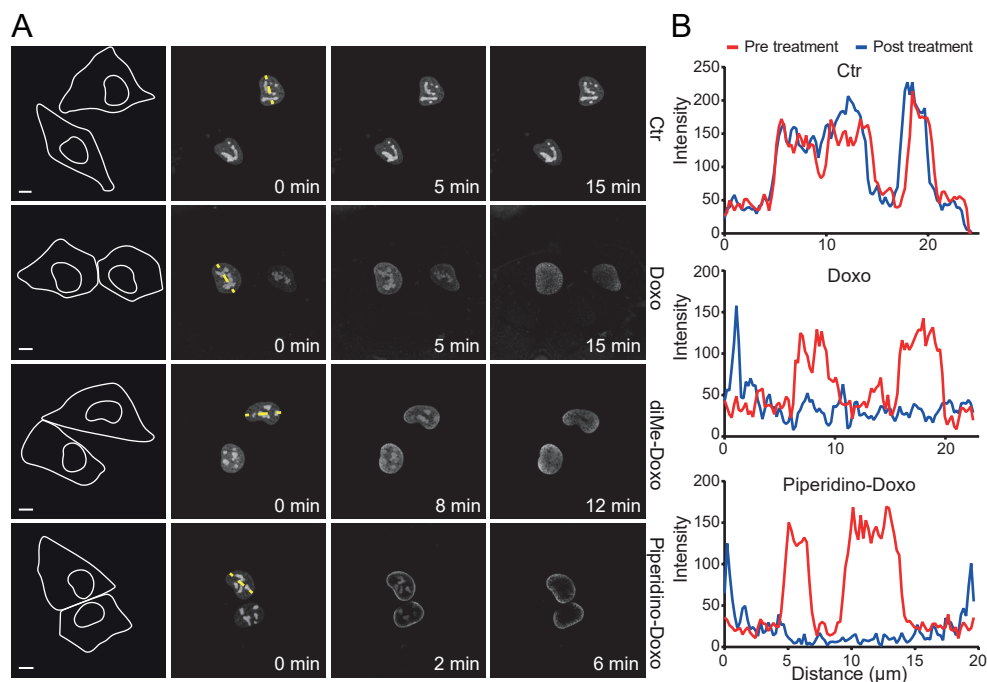 A
0 min
5 min
15 min
Ctr
0 min
5 min
15 min
Doxo
0 min
8 min
12 min
diMe-Doxo
0 min
2 min
6 min
Piperidino-Doxo
B
Pre treatment Post treatment
Ctr
Intensity
250
200
150
100
50
0
0 10 20
Doxo
Intensity
200
150
100
50
0
0 10 20
Piperidino-Doxo
Intensity
200
150
100
50
0
0 5 10 15 20
Distance (µm)